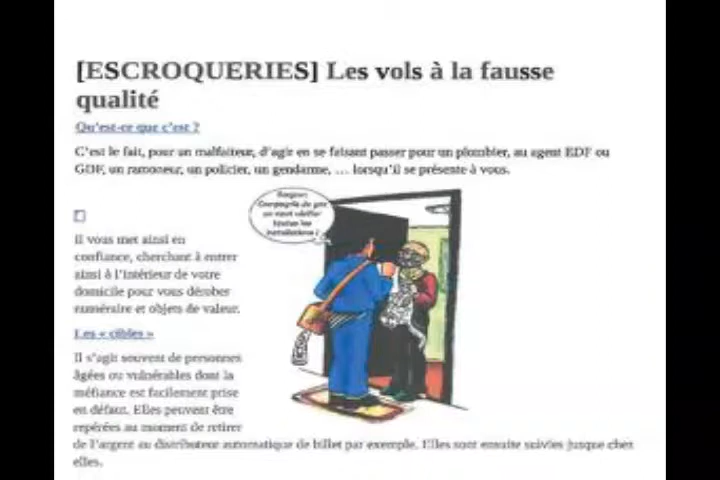 [ESCROQUERIES] Les vols à la fausse
qualité
Qu'est-ce que c'est ?
C'est le fait, pour un malfaiteur, d'agir en se faisant passer pour un plombier, au agent EDF ou
GDF, un ramoneur, un policier, un gendarme, … lorsqu'il se présente à vous.
Bonjour,
Compagnie du gaz
on vient vérifier
toutes les
installations !
Il vous met ainsi en
confiance, cherchant à entrer
ainsi à l'intérieur de votre
domicile pour vous dérober
numéraire et objets de valeur.
Les « cibles »
Il s'agit souvent de personnes
âgées ou vulnérables dont la
méfiance est facilement prise
en défaut. Elles peuvent être
repérées au moment de retirer
de l'argent au distributeur automatique de billet par exemple. Elles sont ensuite suivies jusque chez
elles.